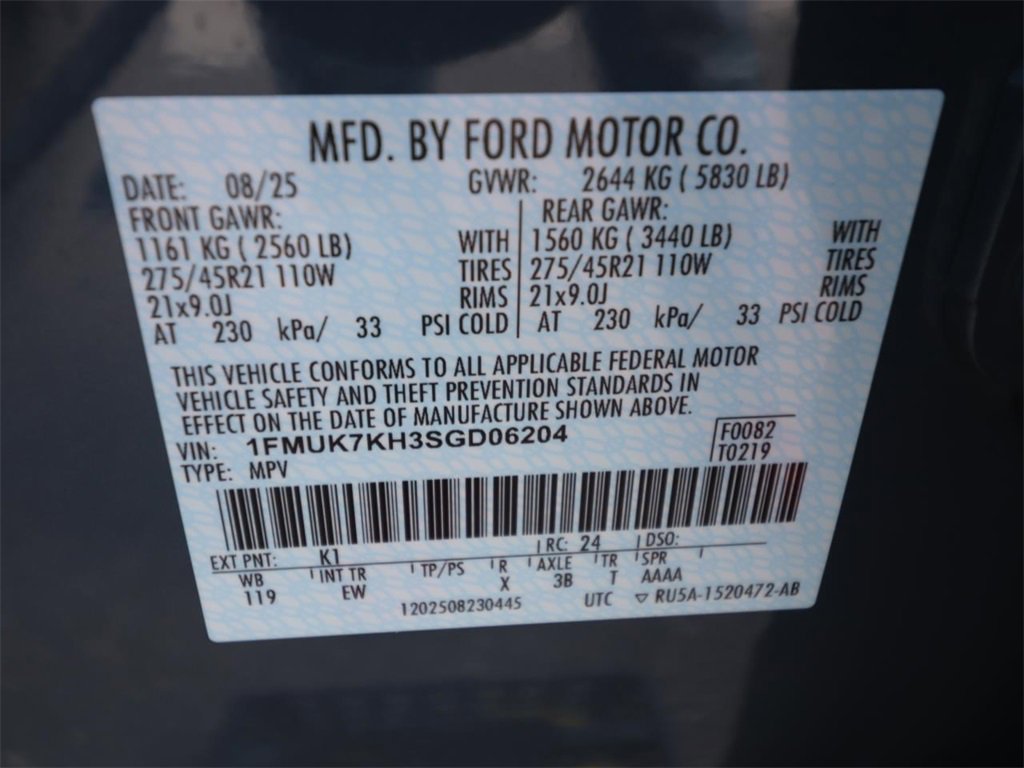 MFD. BY FORD MOTOR CO.
DATE: 08/25 GVWR: 2644 KG ( 5830 LB)
FRONT GAWR: REAR GAWR:
1161 KG ( 2560 LB) WITH 1560 KG ( 3440 LB) WITH
275/45R21 110W TIRES 275/45R21 110W TIRES
21x9.0J RIMS 21x9.0J RIMS
AT 230 kPa/ 33 PSI COLD AT 230 kPa/ 33 PSI COLD
THIS VEHICLE CONFORMS TO ALL APPLICABLE FEDERAL MOTOR
VEHICLE SAFETY AND THEFT PREVENTION STANDARDS IN
EFFECT ON THE DATE OF MANUFACTURE SHOWN ABOVE.
VIN: 1FMUK7KH3SGD06204 F0082
TYPE: MPV T0219
EXT PNT: K1 RC: 24 DSO:
WB INT TR TP/PS R AXLE TR SPR
119 EW X 3B T AAAA
1202508230445 UTC ▽ RU5A-1520472-AB